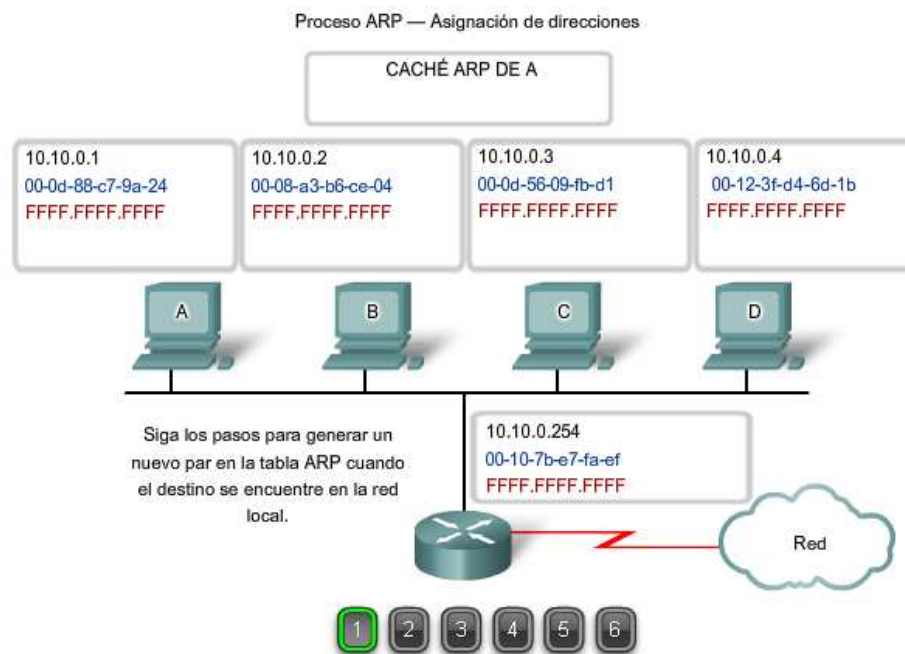 Proceso ARP — Asignación de direcciones
CACHÉ ARP DE A
10.10.0.1
00-0d-88-c7-9a-24
FFFF.FFFF.FFFF
10.10.0.2
00-08-a3-b6-ce-04
FFFF.FFFF.FFFF
10.10.0.3
00-0d-56-09-fb-d1
FFFF.FFFF.FFFF
10.10.0.4
00-12-3f-d4-6d-1b
FFFF.FFFF.FFFF
A
B
C
D
Siga los pasos para generar un
nuevo par en la tabla ARP cuando
el destino se encuentre en la red
local.
10.10.0.254
00-10-7b-e7-fa-ef
FFFF.FFFF.FFFF
Red
1 2 3 4 5 6